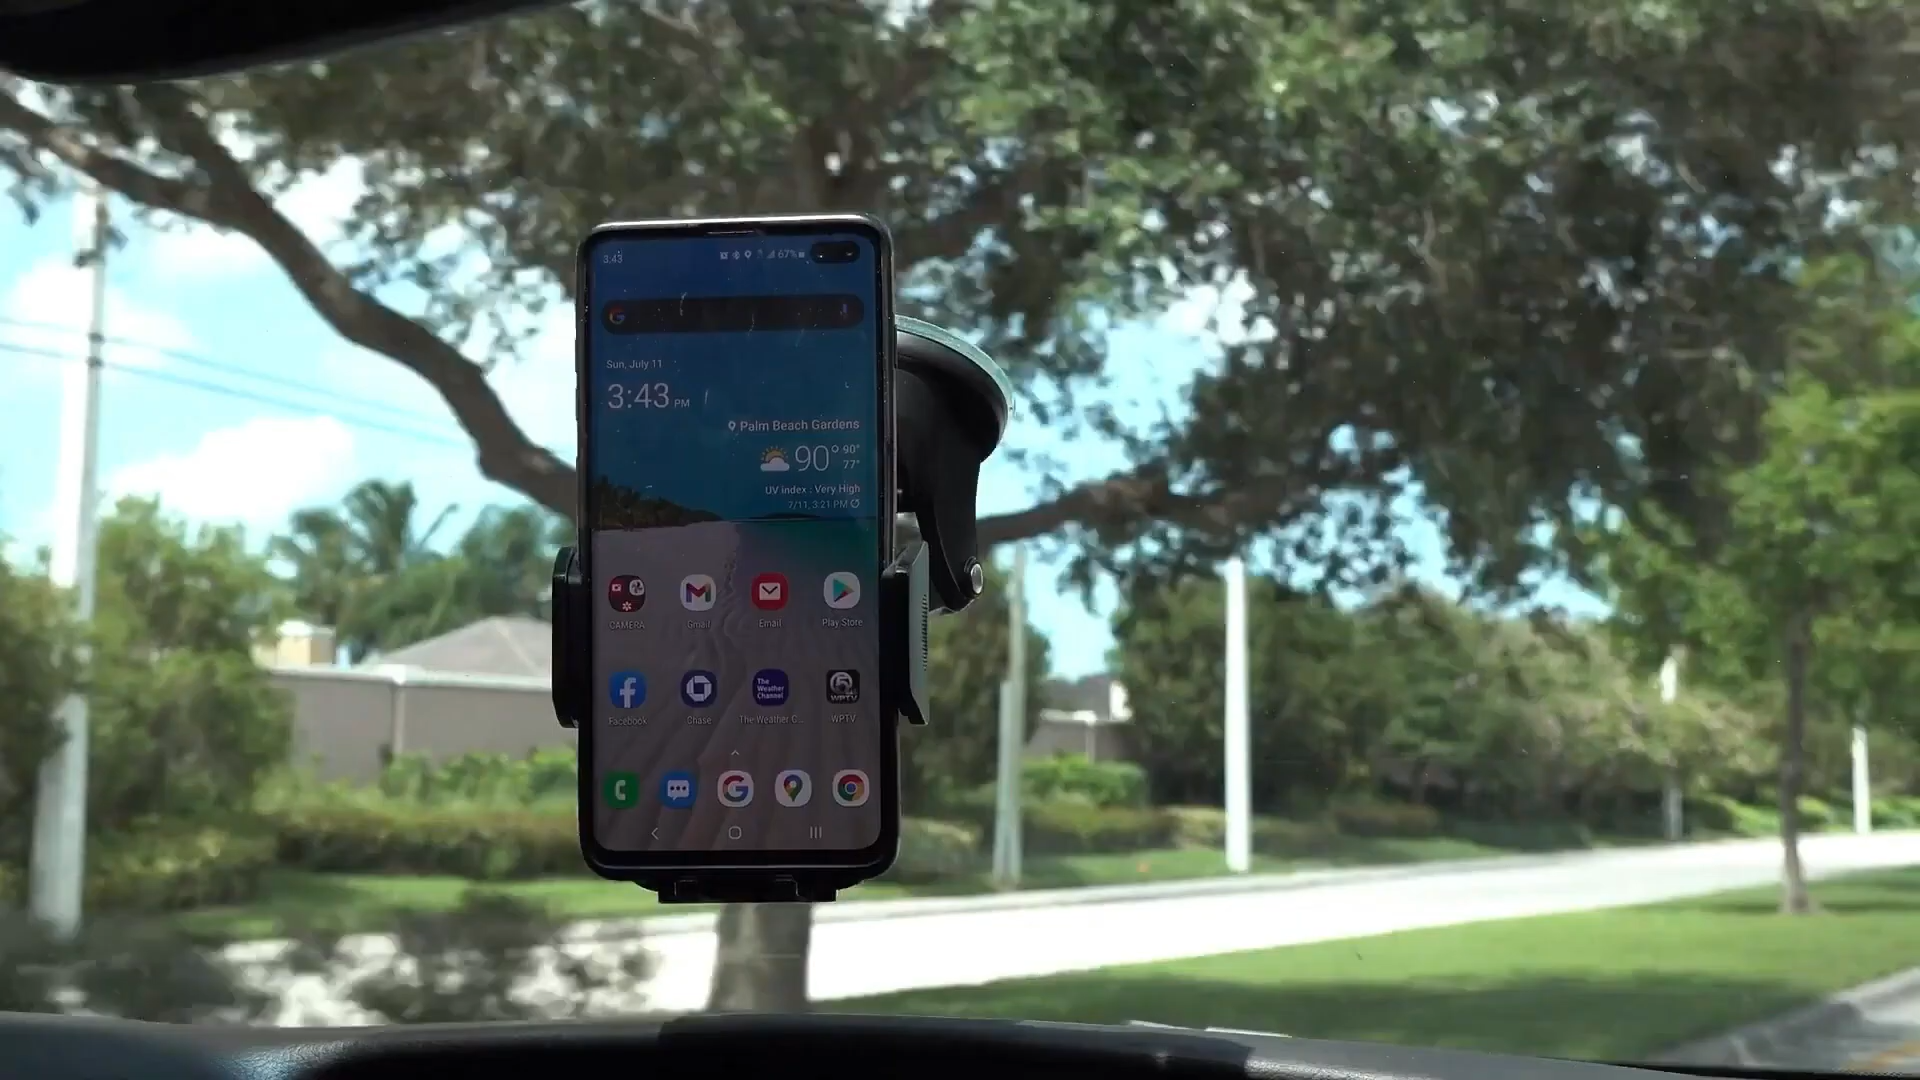 3:43
67%
Sun, July 11
3:43 PM
Palm Beach Gardens
90° 90°
77°
UV index : Very High
7/11, 3:21 PM
CAMERA
Gmail
Email
Play Store
The Weather Channel
5
WPTV
Facebook
Chase
The Weather C...
WPTV